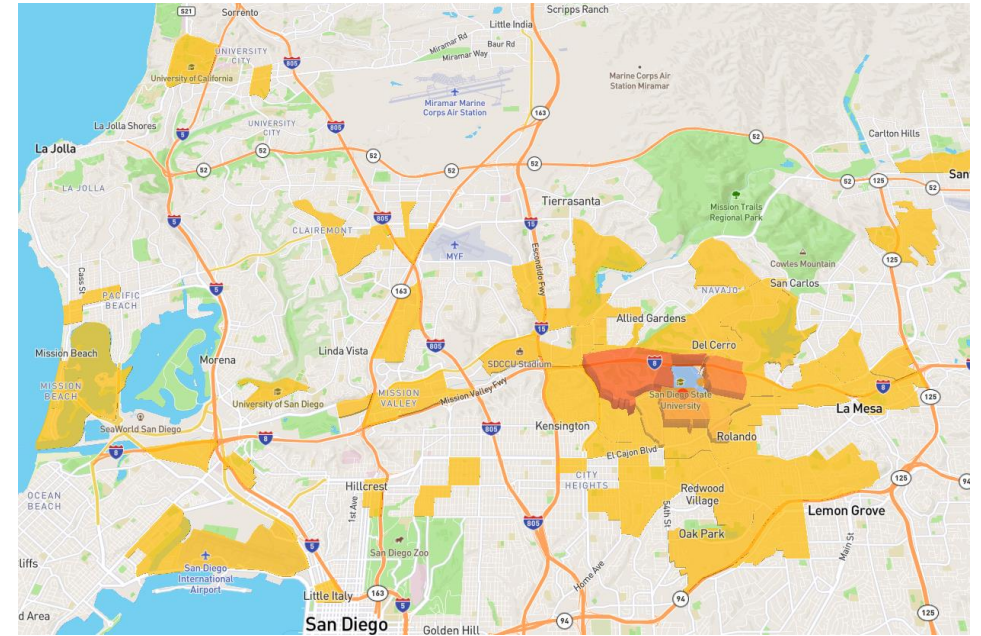 S21
Sorrento
Scripps Ranch
Little India
Miramar Rd
Baur Rd
Miramar Way
UNIVERSITY
CITY
805
University of California
Marine Corps Air
Station Miramar
Miramar Marine
Corps Air Station
163
La Jolla Shores
UNIVERSITY
CITY
805
5
52
Carlton Hills
La Jolla
52
52
52
52
52
52
125
52
San
LA JOLLA
Mission Trails
Regional Park
Tierrasanta
5
805
15
CLAIREMONT
MYF
Escondido Fwy
Cowles Mountain
125
Cass St
5
163
NAVAJO
San Carlos
PACIFIC
BEACH
Allied Gardens
15
Mission Beach
Morena
Linda Vista
805
Del Cerro
SDCCU Stadium
8
MISSION
BEACH
University of San Diego
MISSION
VALLEY
Mission Valley Fwy
San Diego State
University
8
125
La Mesa
SeaWorld San Diego
8
8
805
Kensington
Rolando
El Cajon Blvd
OCEAN
BEACH
Hillcrest
1st Ave
CITY
HEIGHTS
Redwood
Village
54th St
125
94
Lemon Grove
805
Oak Park
Main St
5
San Diego Zoo
liffs
San Diego
International
Airport
Home Ave
Little Italy
163
5
94
94
125
d Area
San Diego
Golden Hill